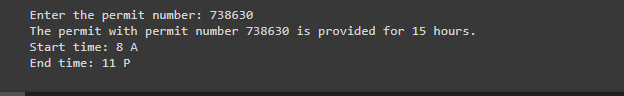 Enter the permit number: 738630
The permit with permit number 738630 is provided for 15 hours.
Start time: 8 A
End time: 11 P